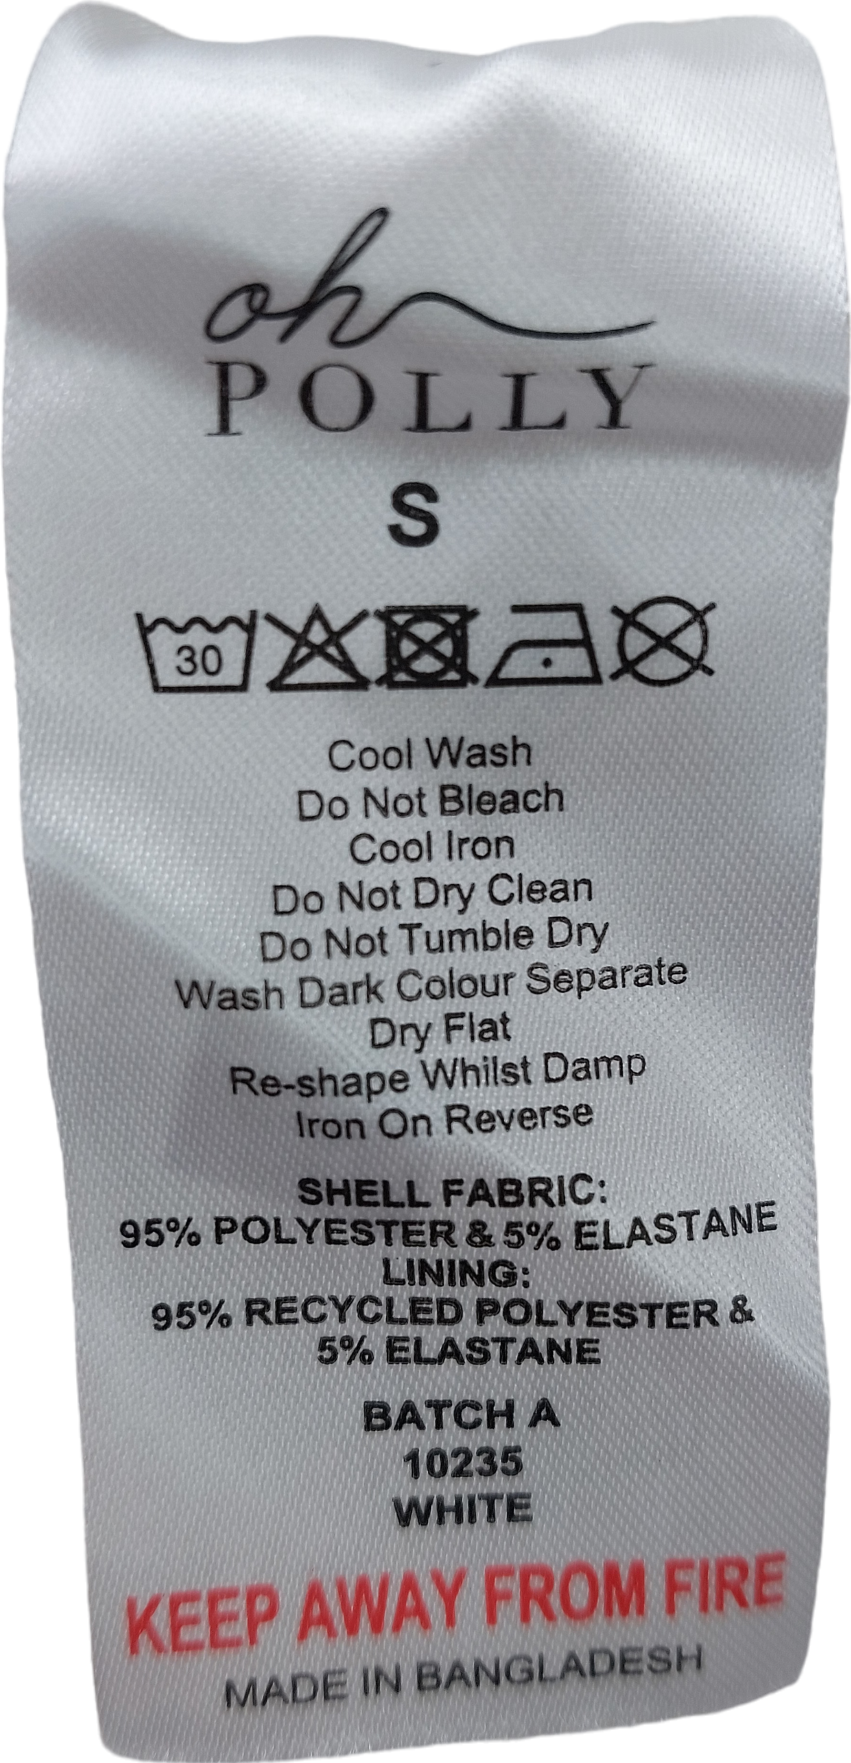 oh
POLLY
S
30
Cool Wash
Do Not Bleach
Cool Iron
Do Not Dry Clean
Do Not Tumble Dry
Wash Dark Colour Separate
Dry Flat
Re-shape Whilst Damp
Iron On Reverse
SHELL FABRIC:
95% POLYESTER & 5% ELASTANE
LINING:
95% RECYCLED POLYESTER &
5% ELASTANE
BATCH A
10235
WHITE
KEEP AWAY FROM FIRE
MADE IN BANGLADESH